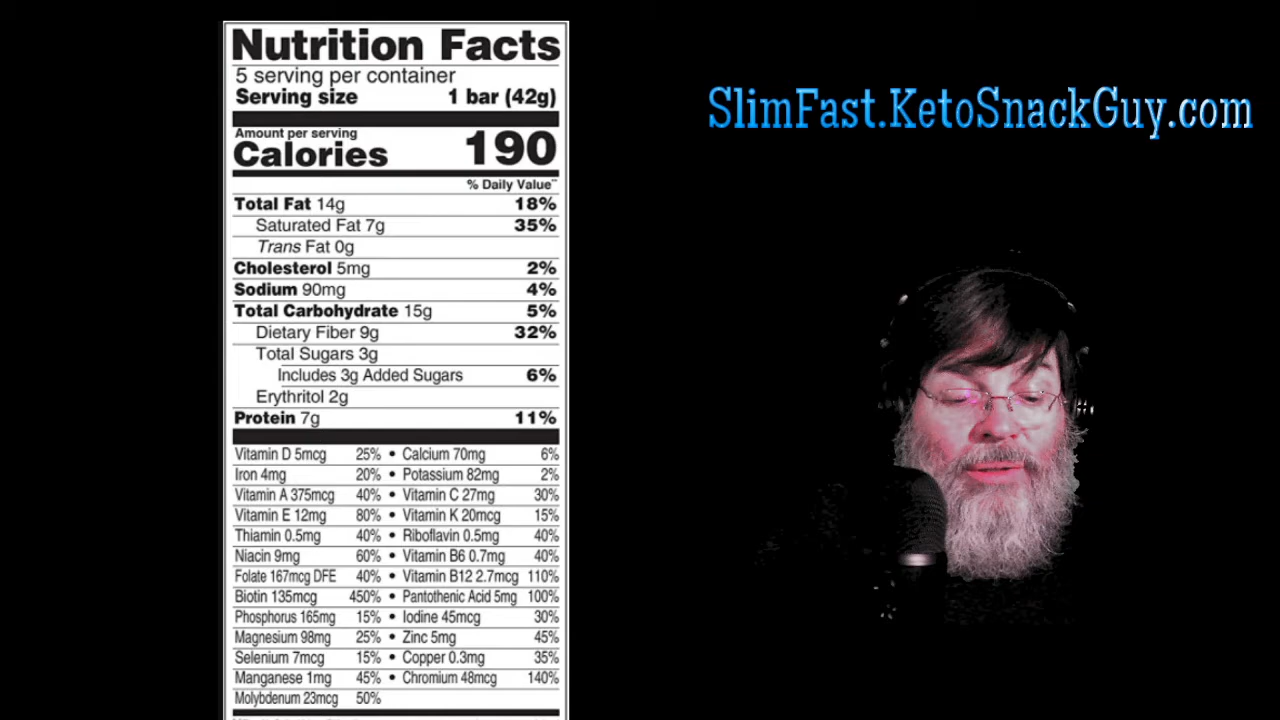 Nutrition Facts
5 serving per container
Serving size 1 bar (42g)
Amount per serving
Calories 190
% Daily Value**
Total Fat 14g 18%
Saturated Fat 7g 35%
Trans Fat 0g
Cholesterol 5mg 2%
Sodium 90mg 4%
Total Carbohydrate 15g 5%
Dietary Fiber 9g 32%
Total Sugars 3g
Includes 3g Added Sugars 6%
Erythritol 2g
Protein 7g 11%
Vitamin D 5mcg 25% • Calcium 70mg 6%
Iron 4mg 20% • Potassium 82mg 2%
Vitamin A 375mcg 40% • Vitamin C 27mg 30%
Vitamin E 12mg 80% • Vitamin K 20mcg 15%
Thiamin 0.5mg 40% • Riboflavin 0.5mg 40%
Niacin 9mg 60% • Vitamin B6 0.7mg 40%
Folate 167mcg DFE 40% • Vitamin B12 2.7mcg 110%
Biotin 135mcg 450% • Pantothenic Acid 5mg 100%
Phosphorus 165mg 15% • Iodine 45mcg 30%
Magnesium 98mg 25% • Zinc 5mg 45%
Selenium 7mcg 15% • Copper 0.3mg 35%
Manganese 1mg 45% • Chromium 48mcg 140%
Molybdenum 23mcg 50%
SlimFast.KetoSnackGuy.com